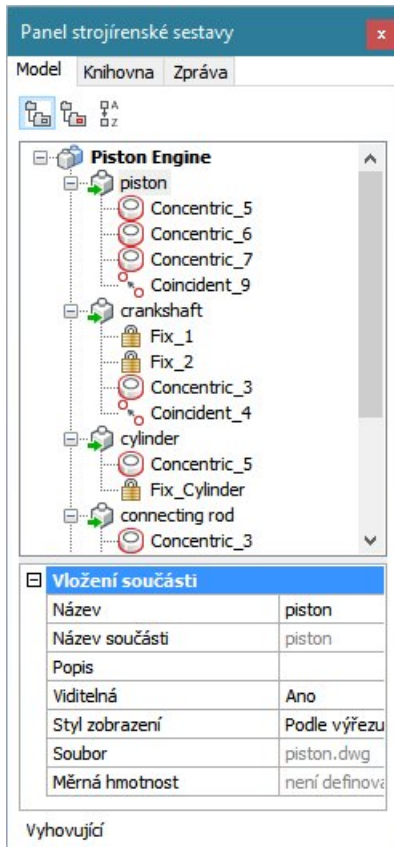 Panel strojírenské sestavy x
Model Knihovna Zpráva
A
Z
Piston Engine
piston
Concentric_5
Concentric_6
Concentric_7
Coincident_9
crankshaft
Fix_1
Fix_2
Concentric_3
Coincident_4
cylinder
Concentric_5
Fix_Cylinder
connecting rod
Concentric_3
Vložení součásti
Název piston
Název součásti piston
Popis
Viditelná Ano
Styl zobrazení Podle výřezu
Soubor piston.dwg
Měrná hmotnost není definova
Vyhovující